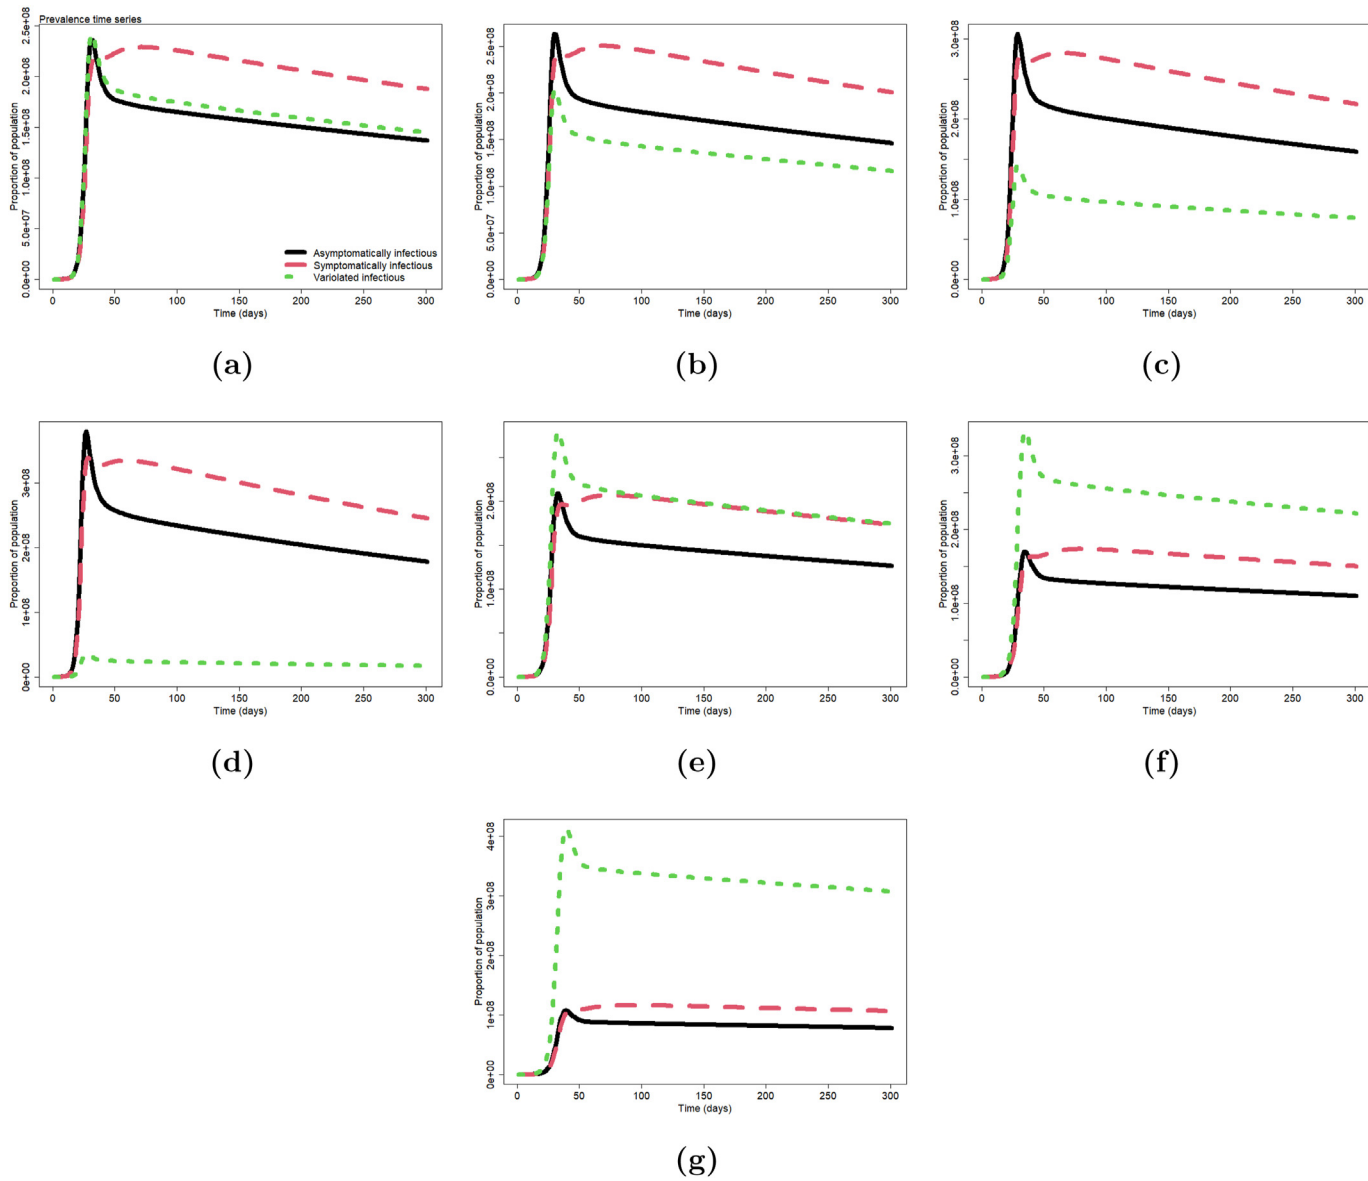 Prevalence time series
Proportion of population
0.0e+00 5.0e+07 1.0e+08 1.5e+08 2.0e+08 2.5e+08
Asymptomatically infectious
Symptomatically infectious
Variolated infectious
0 50 100 150 200 250 300
Time (days)
(a)
Proportion of population
0.0e+00 5.0e+07 1.0e+08 1.5e+08 2.0e+08 2.5e+08
0 50 100 150 200 250 300
Time (days)
(b)
Proportion of population
0.0e+00 1.0e+08 2.0e+08 3.0e+08
0 50 100 150 200 250 300
Time (days)
(c)
Proportion of population
0e+00 1e+08 2e+08 3e+08
0 50 100 150 200 250 300
Time (days)
(d)
Proportion of population
0.0e+00 1.0e+08 2.0e+08
0 50 100 150 200 250 300
Time (days)
(e)
Proportion of population
0.0e+00 1.0e+08 2.0e+08 3.0e+08
0 50 100 150 200 250 300
Time (days)
(f)
Proportion of population
0e+00 1e+08 2e+08 3e+08 4e+08
0 50 100 150 200 250 300
Time (days)
(g)